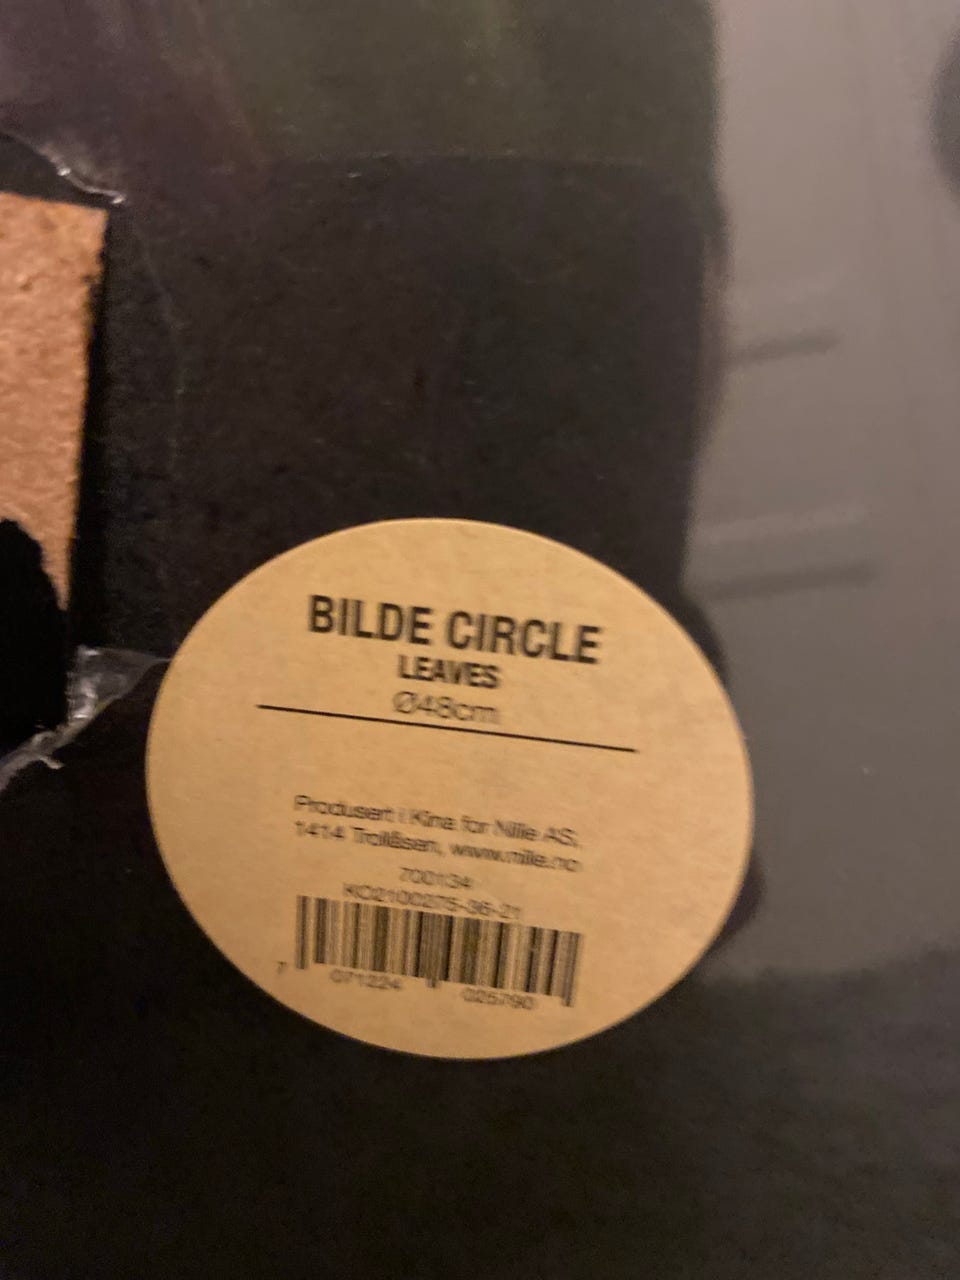 BILDE CIRCLE
LEAVES
Ø48cm
Produsert i Kina for Nille AS,
1414 Trollåsen, www.nille.no
700134
KO2100275-36-21
7 071224 025790